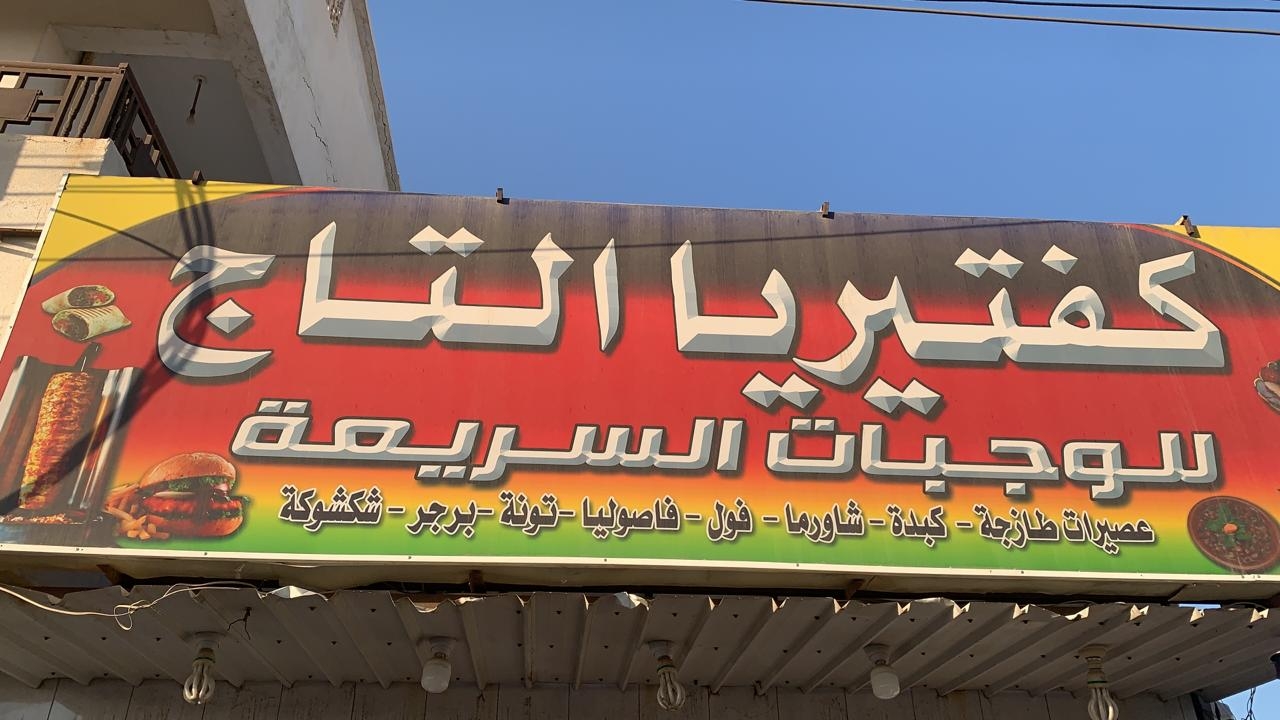 كفتيريا التاج
للوجبات السريعة
عصيرات طازجة - كبدة - شاورما - فول - فاصوليا - تونة - برجر - شكشوكة